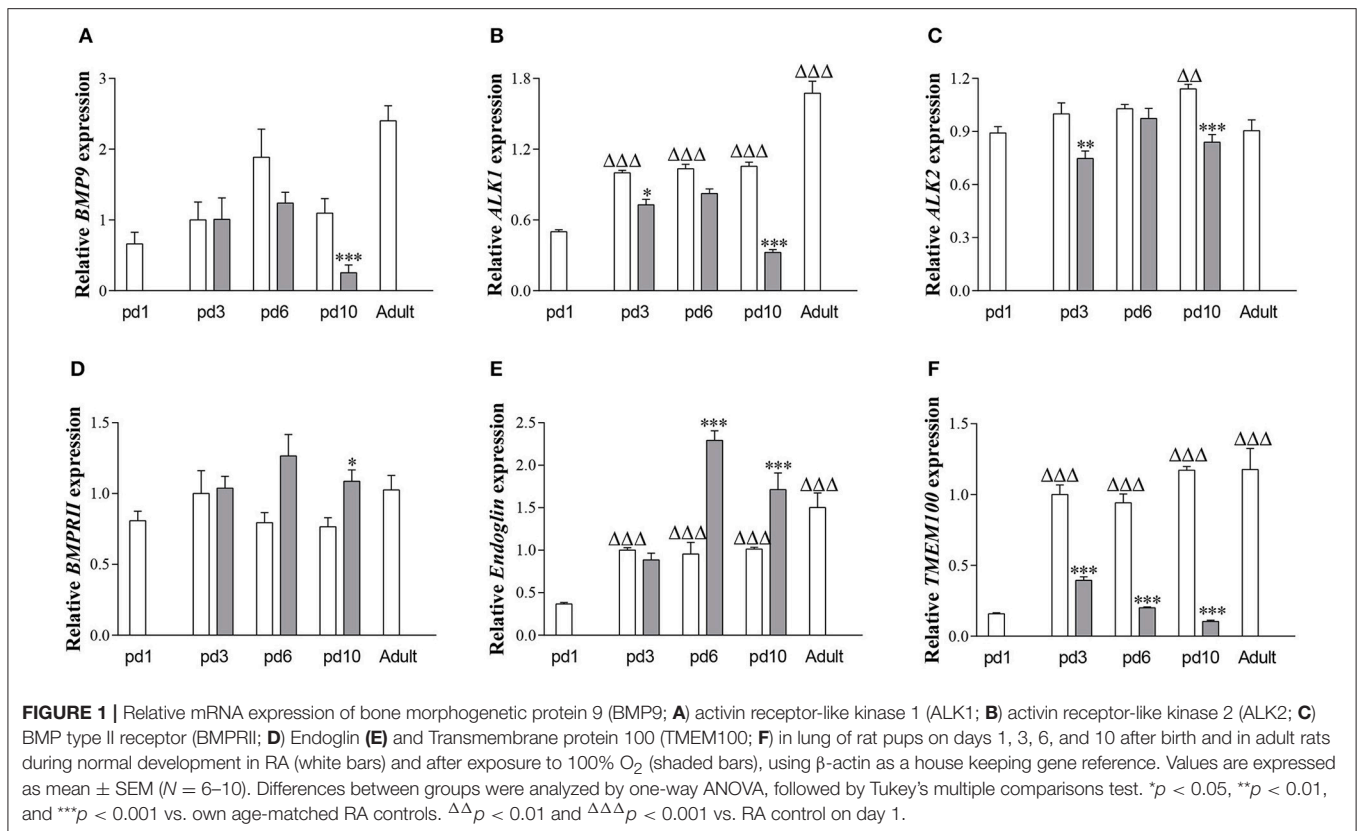 A
Relative BMP9 expression
3
2
1
0
***
pd1 pd3 pd6 pd10 Adult
B
Relative ALK1 expression
1.8
1.2
0.6
0.0
ΔΔΔ
*
ΔΔΔ
ΔΔΔ
***
ΔΔΔ
pd1 pd3 pd6 pd10 Adult
C
Relative ALK2 expression
1.2
0.9
0.6
0.3
0.0
**
ΔΔ
***
pd1 pd3 pd6 pd10 Adult
D
Relative BMPRII expression
1.5
1.0
0.5
0.0
*
pd1 pd3 pd6 pd10 Adult
E
Relative Endoglin expression
2.5
2.0
1.5
1.0
0.5
0.0
ΔΔΔ
ΔΔΔ
***
ΔΔΔ
***
ΔΔΔ
pd1 pd3 pd6 pd10 Adult
F
Relative TMEM100 expression
1.5
1.0
0.5
0.0
ΔΔΔ
***
ΔΔΔ
***
ΔΔΔ
***
ΔΔΔ
pd1 pd3 pd6 pd10 Adult
FIGURE 1 | Relative mRNA expression of bone morphogenetic protein 9 (BMP9; A) activin receptor-like kinase 1 (ALK1; B) activin receptor-like kinase 2 (ALK2; C)
BMP type II receptor (BMPRII; D) Endoglin (E) and Transmembrane protein 100 (TMEM100; F) in lung of rat pups on days 1, 3, 6, and 10 after birth and in adult rats
during normal development in RA (white bars) and after exposure to 100% O2 (shaded bars), using β-actin as a house keeping gene reference. Values are expressed
as mean ± SEM (N = 6–10). Differences between groups were analyzed by one-way ANOVA, followed by Tukey's multiple comparisons test. *p < 0.05, **p < 0.01,
and ***p < 0.001 vs. own age-matched RA controls. ΔΔp < 0.01 and ΔΔΔp < 0.001 vs. RA control on day 1.